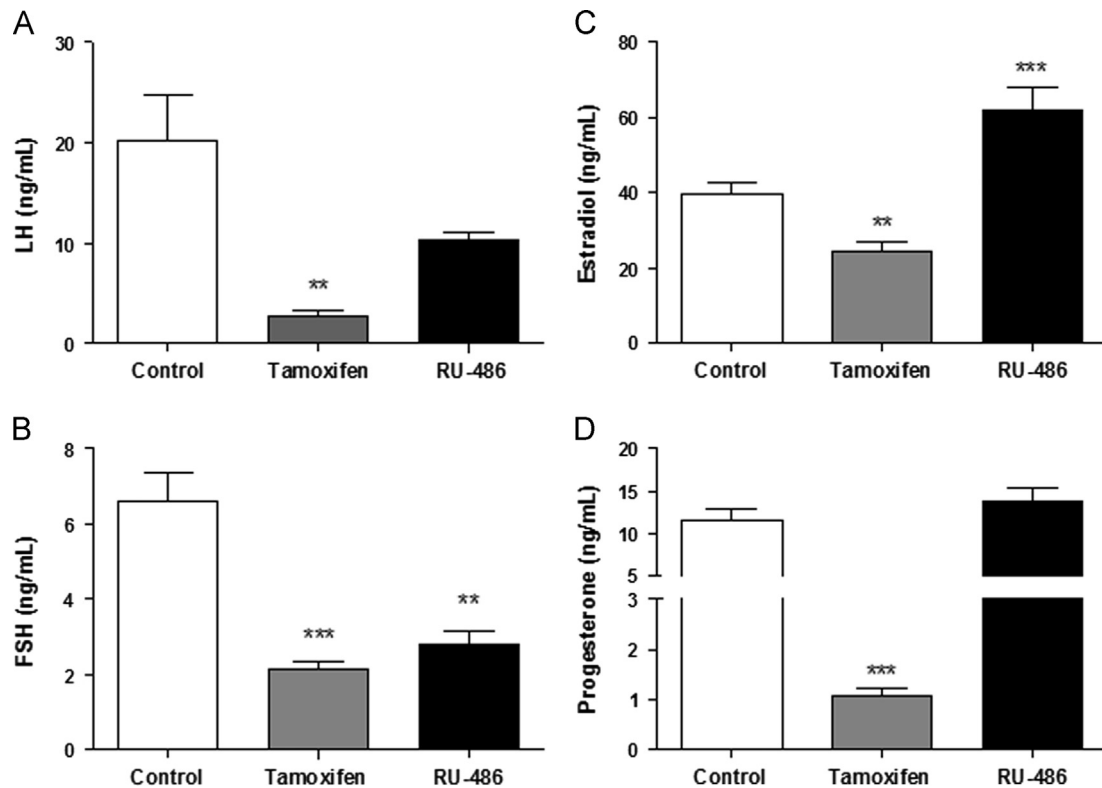 A
LH (ng/mL)
30
20
10
0
**
Control Tamoxifen RU-486
B
FSH (ng/mL)
8
6
4
2
0
***
**
Control Tamoxifen RU-486
C
Estradiol (ng/mL)
80
60
40
20
0
**
***
Control Tamoxifen RU-486
D
Progesterone (ng/mL)
20
15
10
5
3
2
1
0
***
Control Tamoxifen RU-486